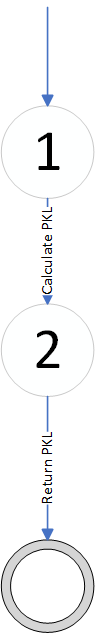 1
Calculate PKL
2
Return PKL